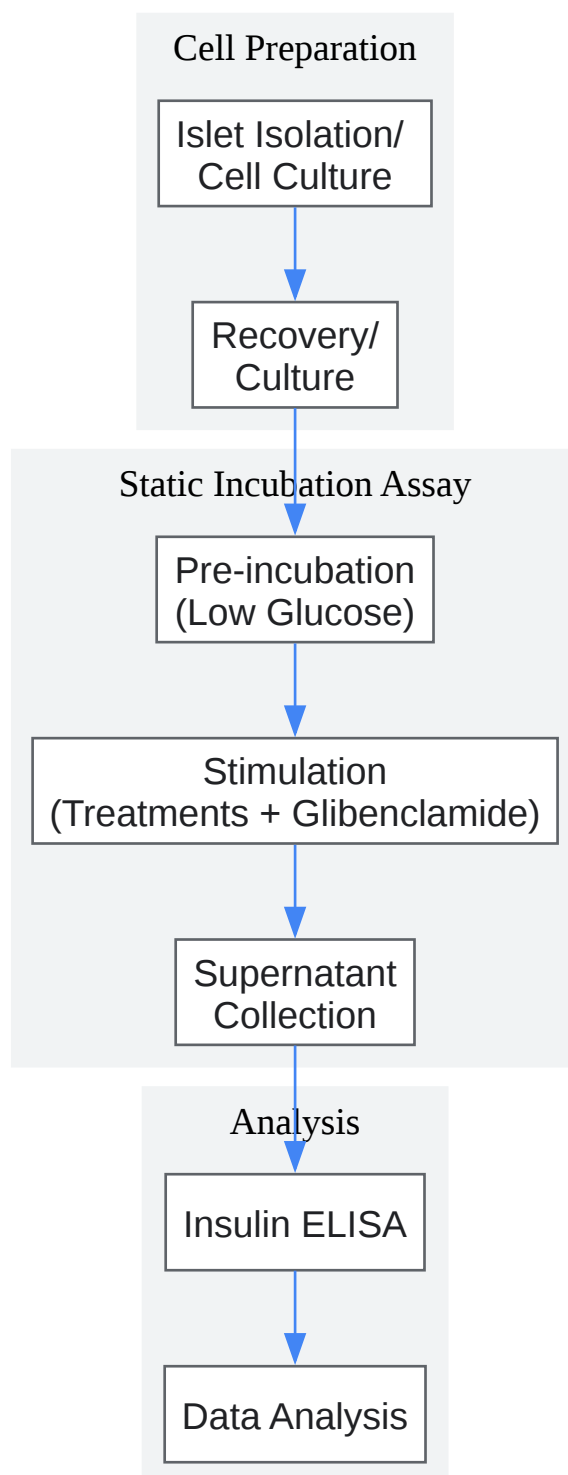 Cell Preparation
Islet Isolation/
Cell Culture
Recovery/
Culture
Static Incubation Assay
Pre-incubation
(Low Glucose)
Stimulation
(Treatments + Glibenclamide)
Supernatant
Collection
Analysis
Insulin ELISA
Data Analysis